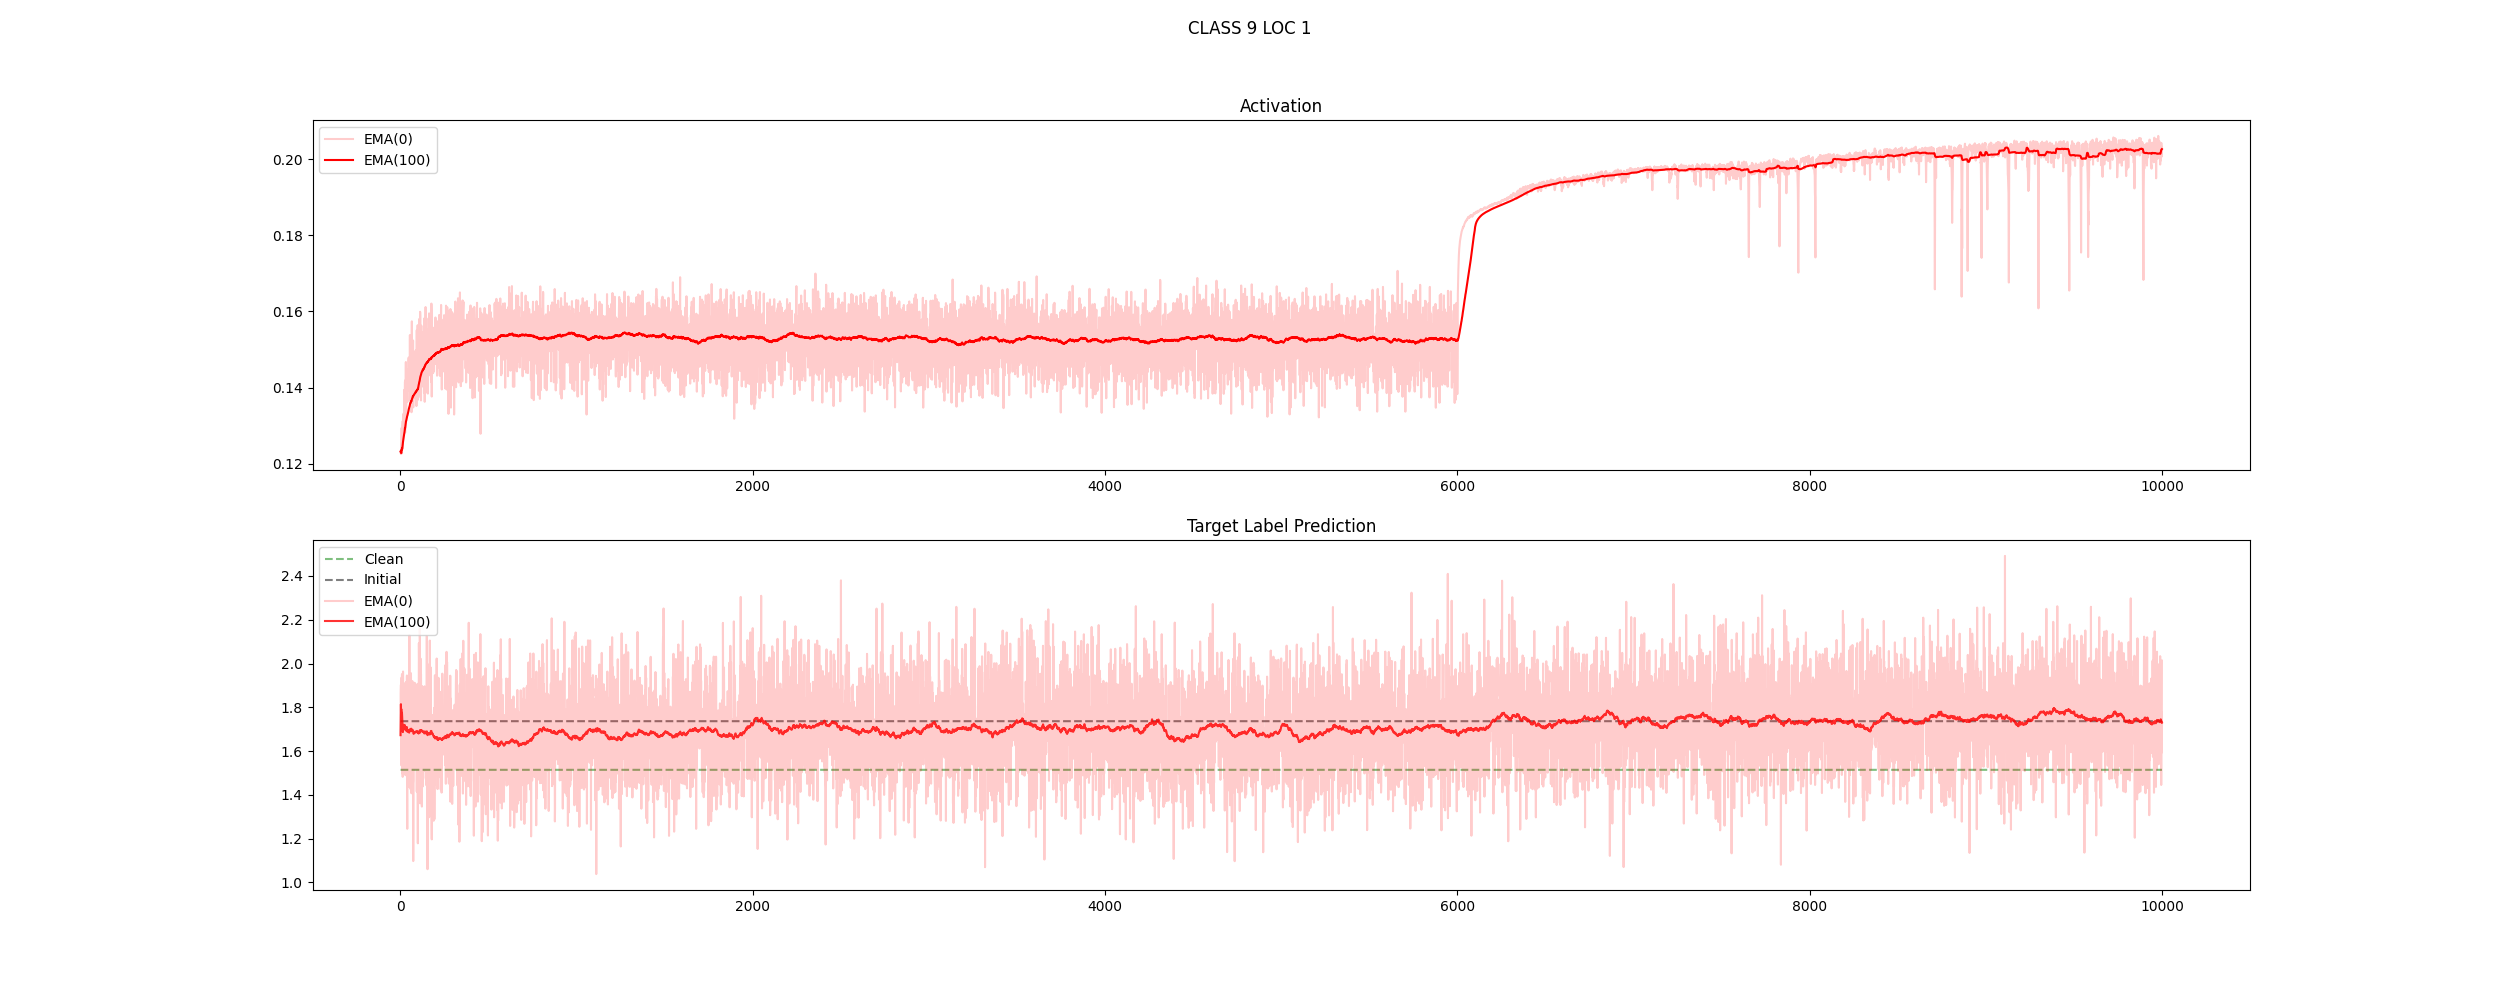 CLASS 9 LOC 1
Activation
EMA(0)
EMA(100)
0.20
0.18
0.16
0.14
0.12
0
2000
4000
6000
8000
10000
Target Label Prediction
Clean
Initial
EMA(0)
EMA(100)
2.4
2.2
2.0
1.8
1.6
1.4
1.2
1.0
0
2000
4000
6000
8000
10000